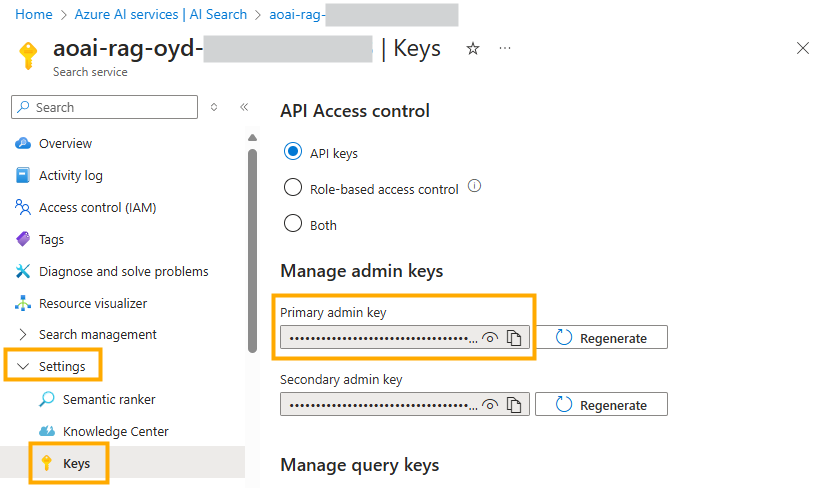 Home > Azure AI services | AI Search > aoai-rag-
aoai-rag-oyd- | Keys ☆ ...
Search service
Search
Overview
Activity log
Access control (IAM)
Tags
Diagnose and solve problems
Resource visualizer
Search management
Settings
Semantic ranker
Knowledge Center
Keys
API Access control
API keys
Role-based access control
Both
Manage admin keys
Primary admin key
••••••••••••••••••••••••••••••••••... Regenerate
Secondary admin key
••••••••••••••••••••••••••••••••••... Regenerate
Manage query keys